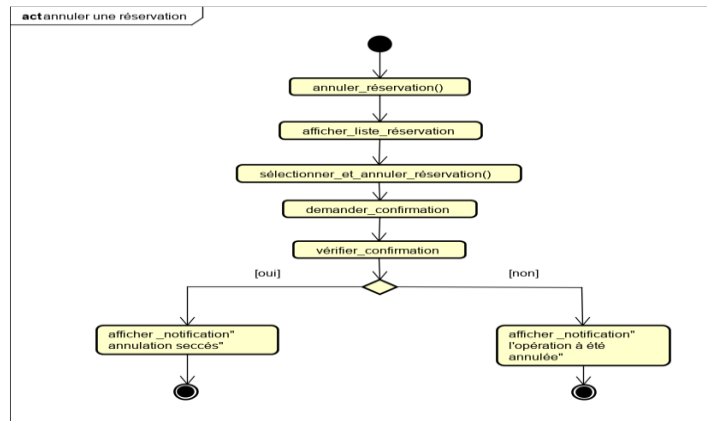 act annuler une réservation
annuler_réservation()
afficher_liste_réservation
sélectionner_et_annuler_réservation()
demander_confirmation
vérifier_confirmation
[oui]
[non]
afficher _notification"
annulation seccés"
afficher _notification"
l'opération à été
annulée"